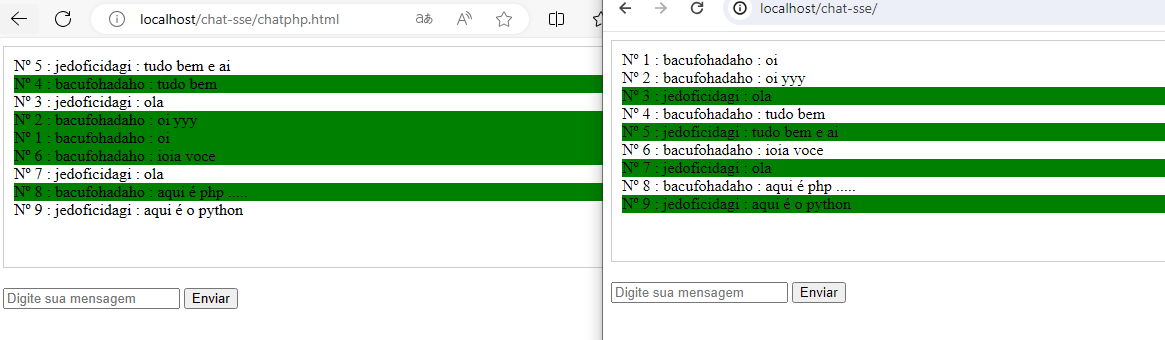 localhost/chat-sse/chatphp.html
Nº 5 : jedoficidagi : tudo bem e ai
Nº 4 : bacufohadaho : tudo bem
Nº 3 : jedoficidagi : ola
Nº 2 : bacufohadaho : oi yyy
Nº 1 : bacufohadaho : oi
Nº 6 : bacufohadaho : ioia voce
Nº 7 : jedoficidagi : ola
Nº 8 : bacufohadaho : aqui é php .....
Nº 9 : jedoficidagi : aqui é o python
Digite sua mensagem
Enviar
localhost/chat-sse/
Nº 1 : bacufohadaho : oi
Nº 2 : bacufohadaho : oi yyy
Nº 3 : jedoficidagi : ola
Nº 4 : bacufohadaho : tudo bem
Nº 5 : jedoficidagi : tudo bem e ai
Nº 6 : bacufohadaho : ioia voce
Nº 7 : jedoficidagi : ola
Nº 8 : bacufohadaho : aqui é php .....
Nº 9 : jedoficidagi : aqui é o python
Digite sua mensagem
Enviar